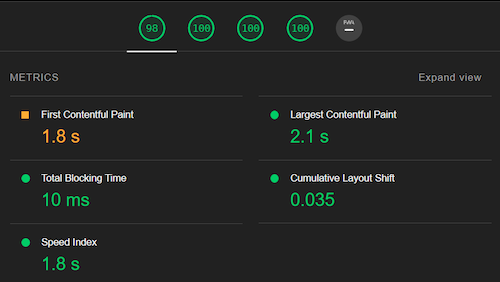 98 100 100 100 PWA
METRICS Expand view
First Contentful Paint
1.8 s
Largest Contentful Paint
2.1 s
Total Blocking Time
10 ms
Cumulative Layout Shift
0.035
Speed Index
1.8 s